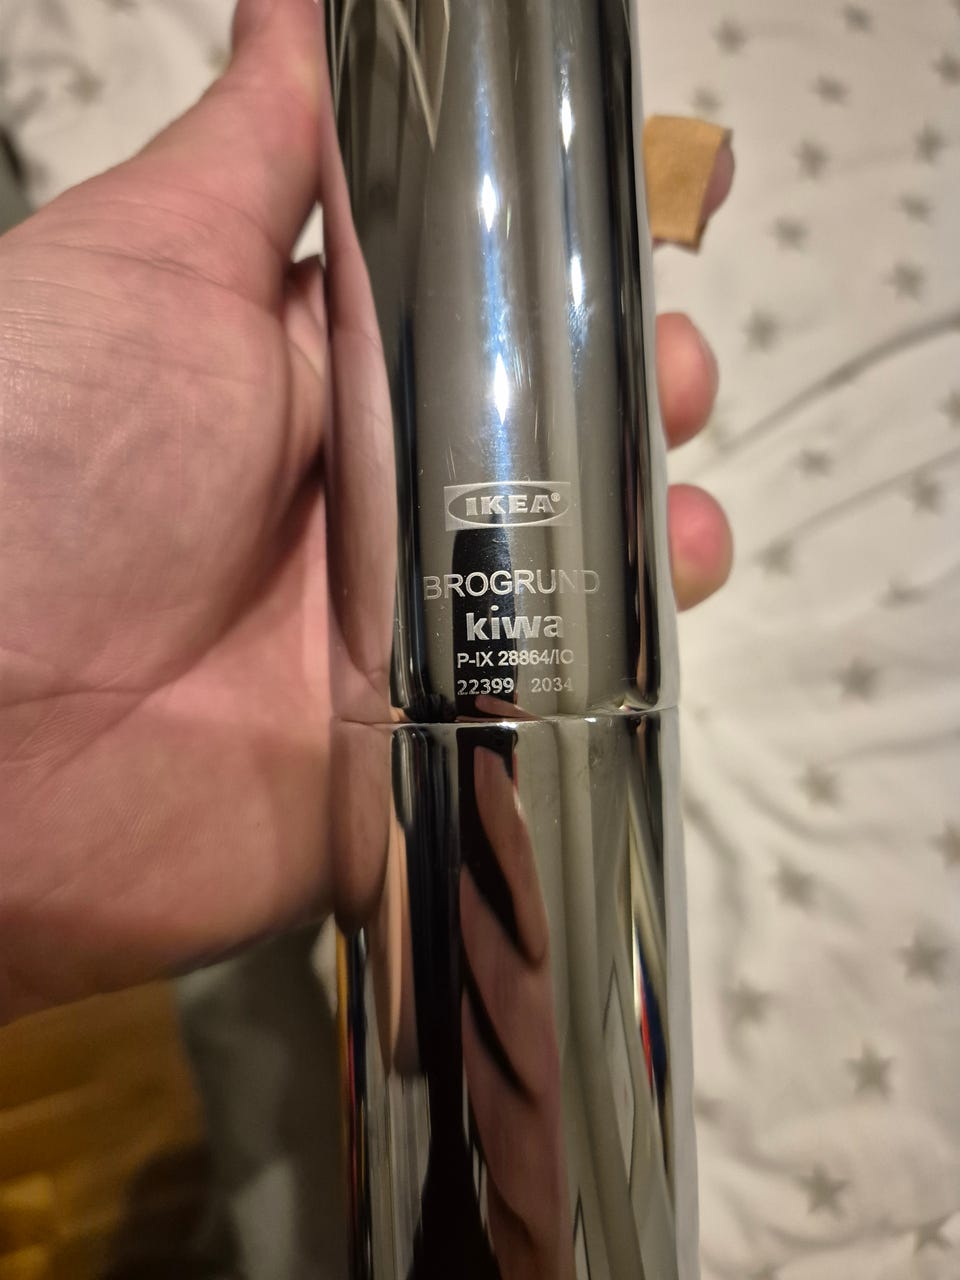 IKEA®
BROGRUND
kiwa
P-IX 28864/IO
22399 2034